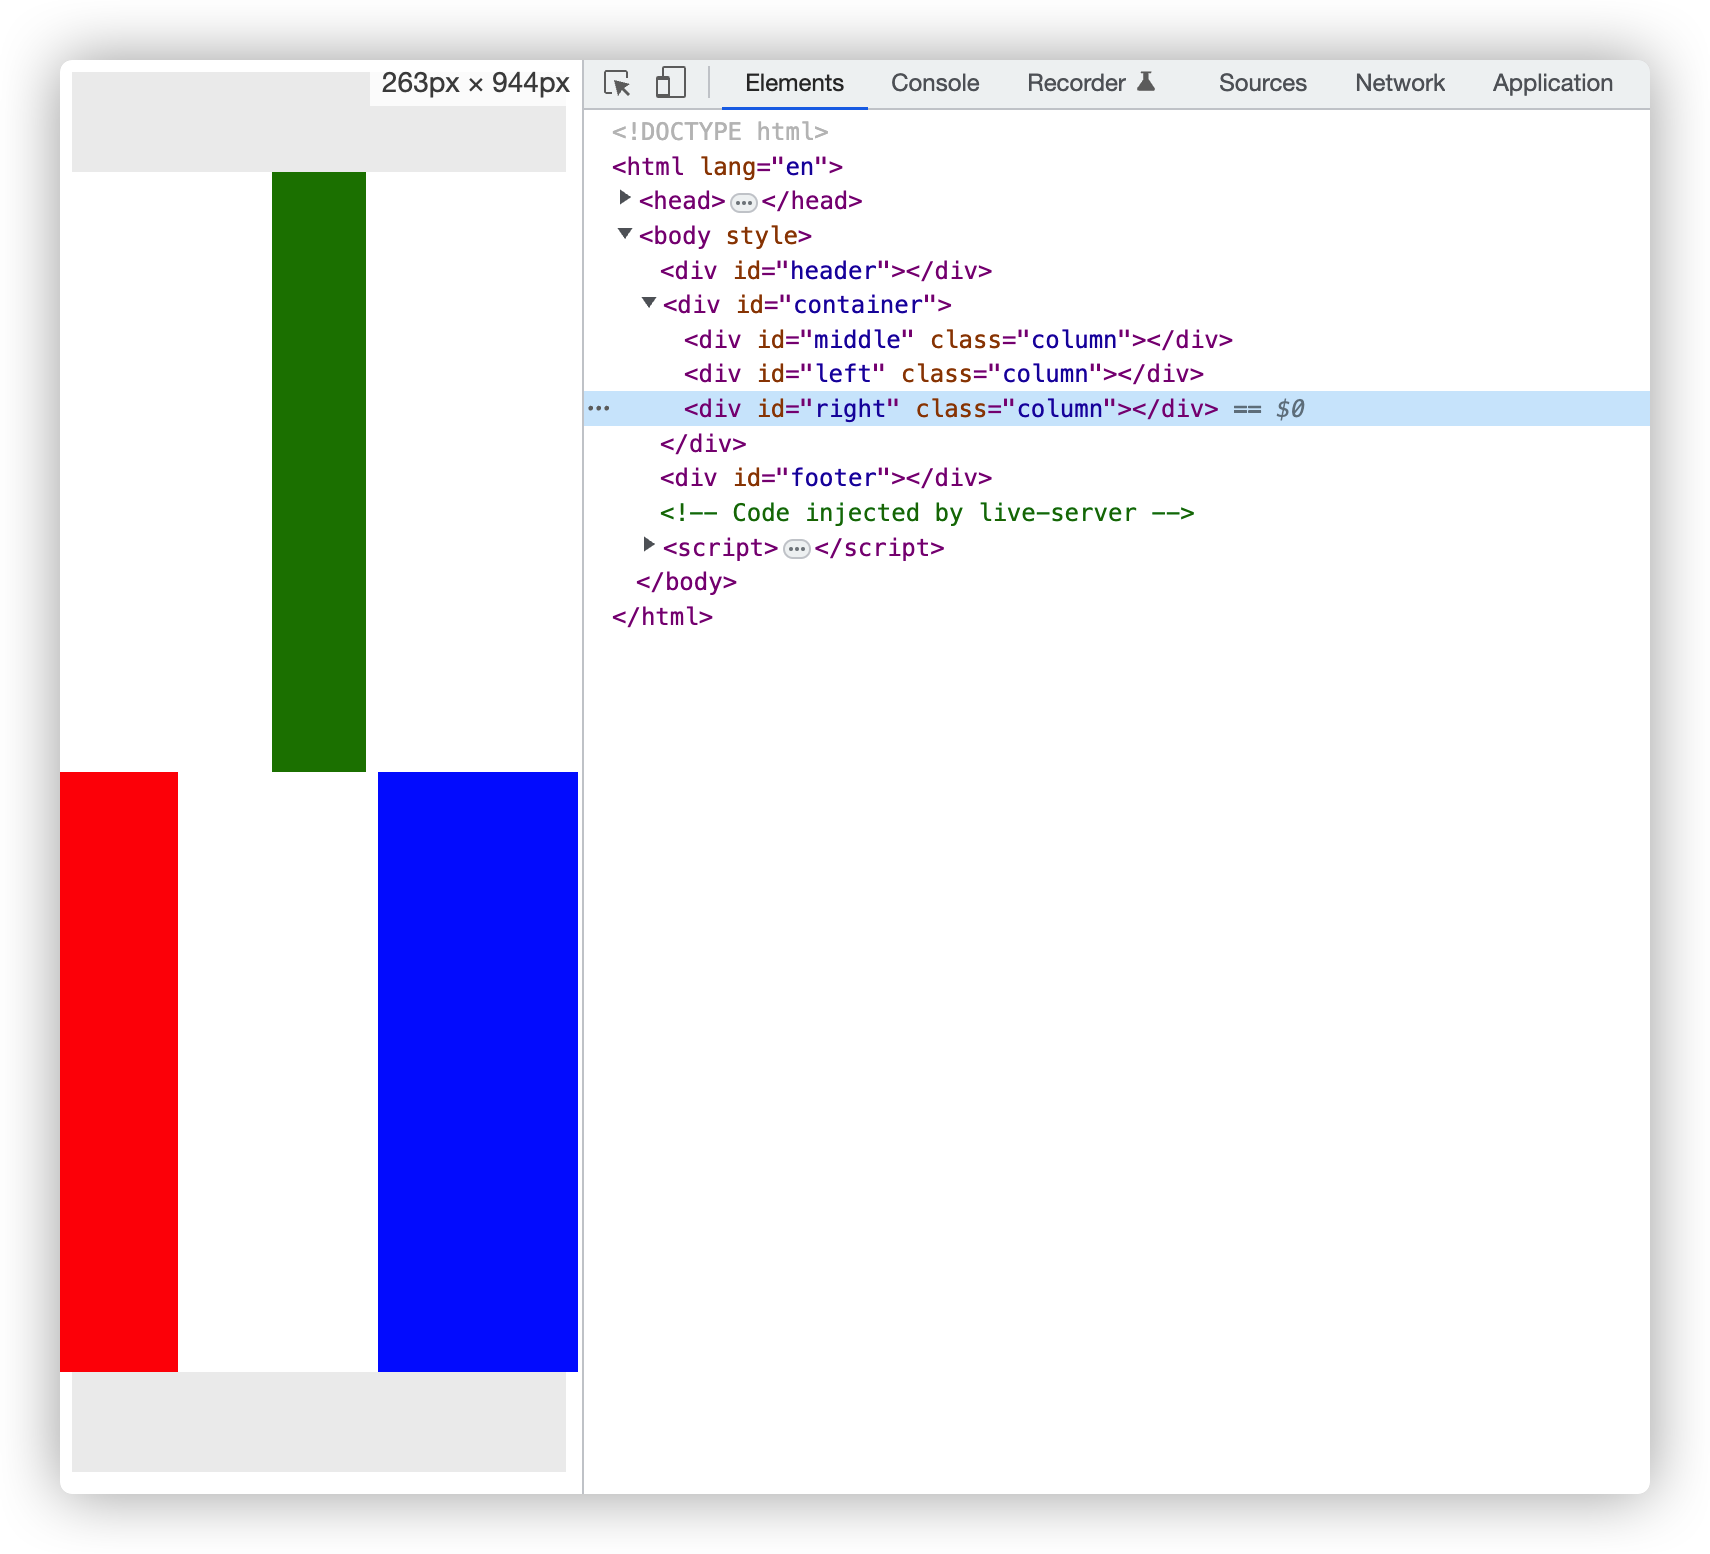 263px × 944px
Elements Console Recorder Sources Network Application
<!DOCTYPE html>
<html lang="en">
<head> … </head>
<body style>
<div id="header"></div>
<div id="container">
<div id="middle" class="column"></div>
<div id="left" class="column"></div>
… <div id="right" class="column"></div> == $0
</div>
<div id="footer"></div>
<!-- Code injected by live-server -->
<script> … </script>
</body>
</html>